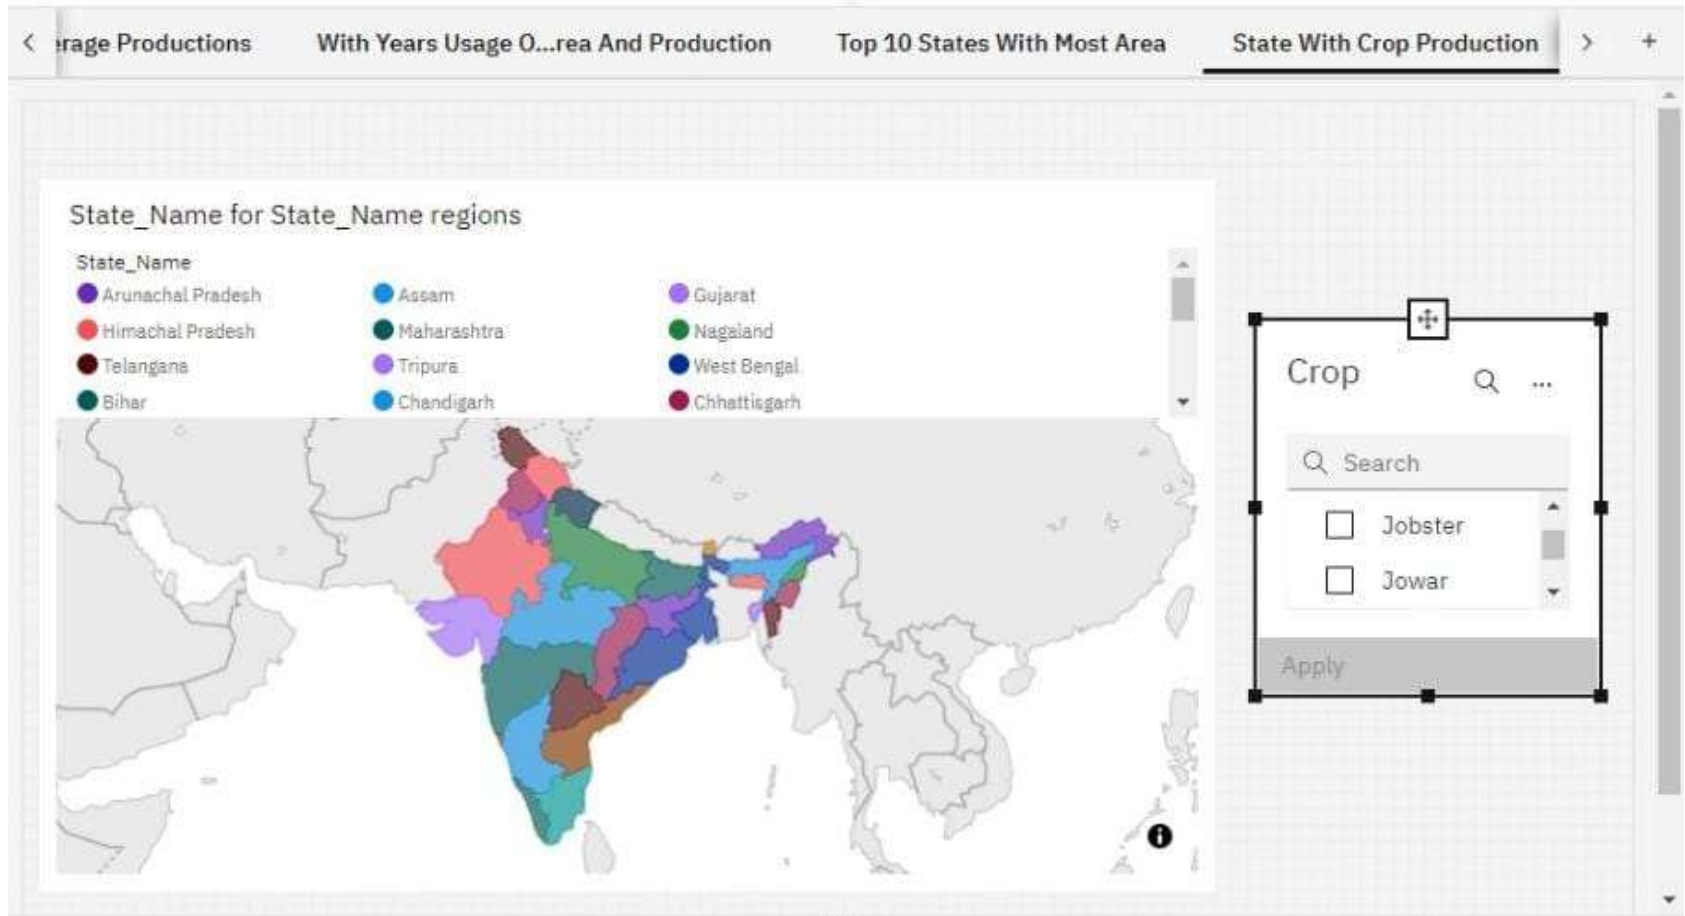 erage Productions
With Years Usage O...rea And Production
Top 10 States With Most Area
State With Crop Production
State_Name for State_Name regions
State_Name
Arunachal Pradesh
Assam
Gujarat
Himachal Pradesh
Maharashtra
Nagaland
Telangana
Tripura
West Bengal
Bihar
Chandigarh
Chhattisgarh
Crop
Search
Jobster
Jowar
Apply